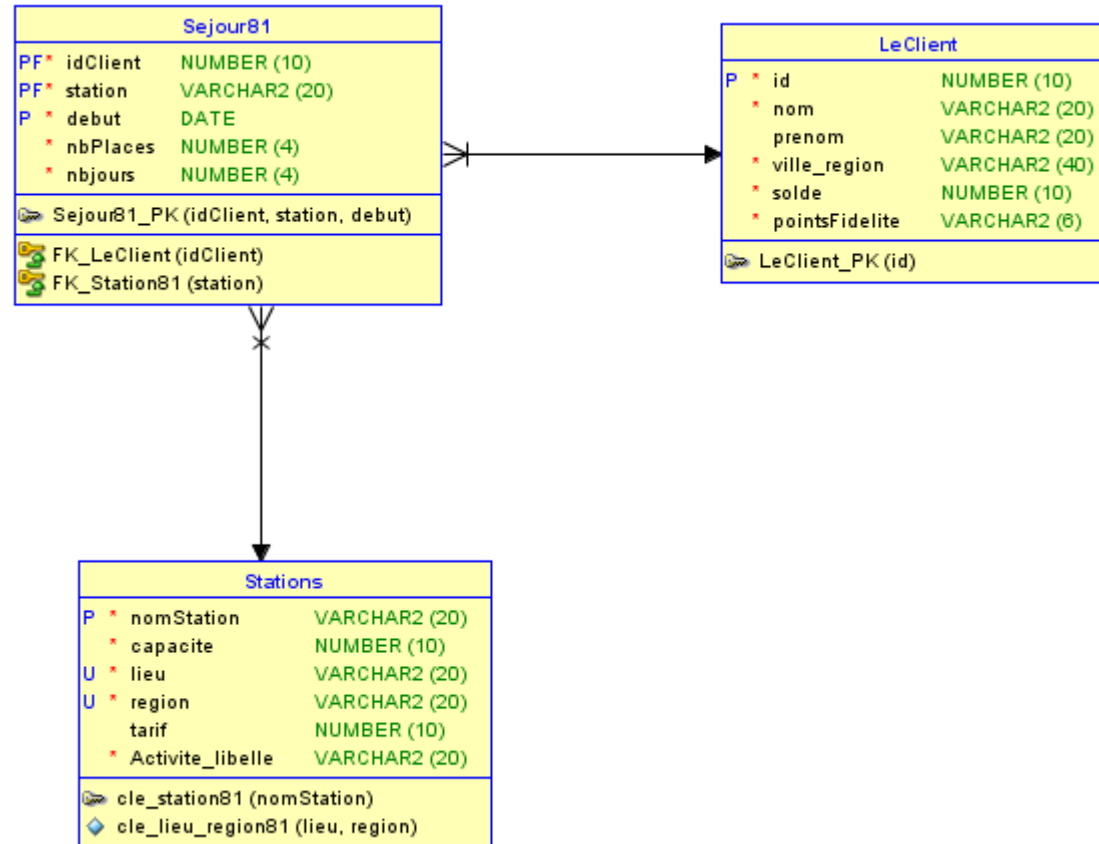 Sejour81
PF* idClient NUMBER (10)
PF* station VARCHAR2 (20)
P * debut DATE
* nbPlaces NUMBER (4)
* nbjours NUMBER (4)
Sejour81_PK (idClient, station, debut)
FK_LeClient (idClient)
FK_Station81 (station)
LeClient
P * id NUMBER (10)
* nom VARCHAR2 (20)
prenom VARCHAR2 (20)
* ville_region VARCHAR2 (40)
* solde NUMBER (10)
* pointsFidelite VARCHAR2 (6)
LeClient_PK (id)
Stations
P * nomStation VARCHAR2 (20)
* capacite NUMBER (10)
U * lieu VARCHAR2 (20)
U * region VARCHAR2 (20)
tarif NUMBER (10)
* Activite_libelle VARCHAR2 (20)
cle_station81 (nomStation)
cle_lieu_region81 (lieu, region)